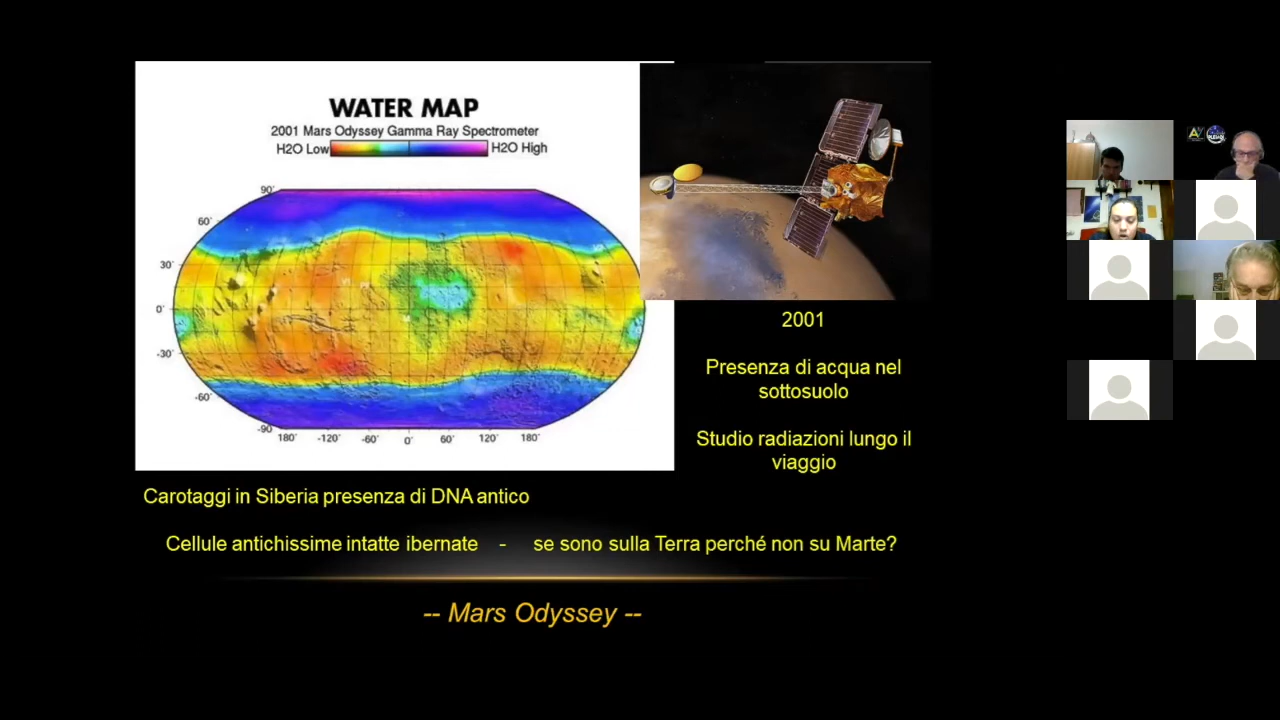 WATER MAP
2001 Mars Odyssey Gamma Ray Spectrometer
H2O Low H2O High
90°
60°
30°
0°
-30°
-60°
-90
180° -120° -60° 0° 60° 120° 180°
2001
Presenza di acqua nel
sottosuolo
Studio radiazioni lungo il
viaggio
Carotaggi in Siberia presenza di DNA antico
Cellule antichissime intatte ibernate - se sono sulla Terra perché non su Marte?
-- Mars Odyssey --